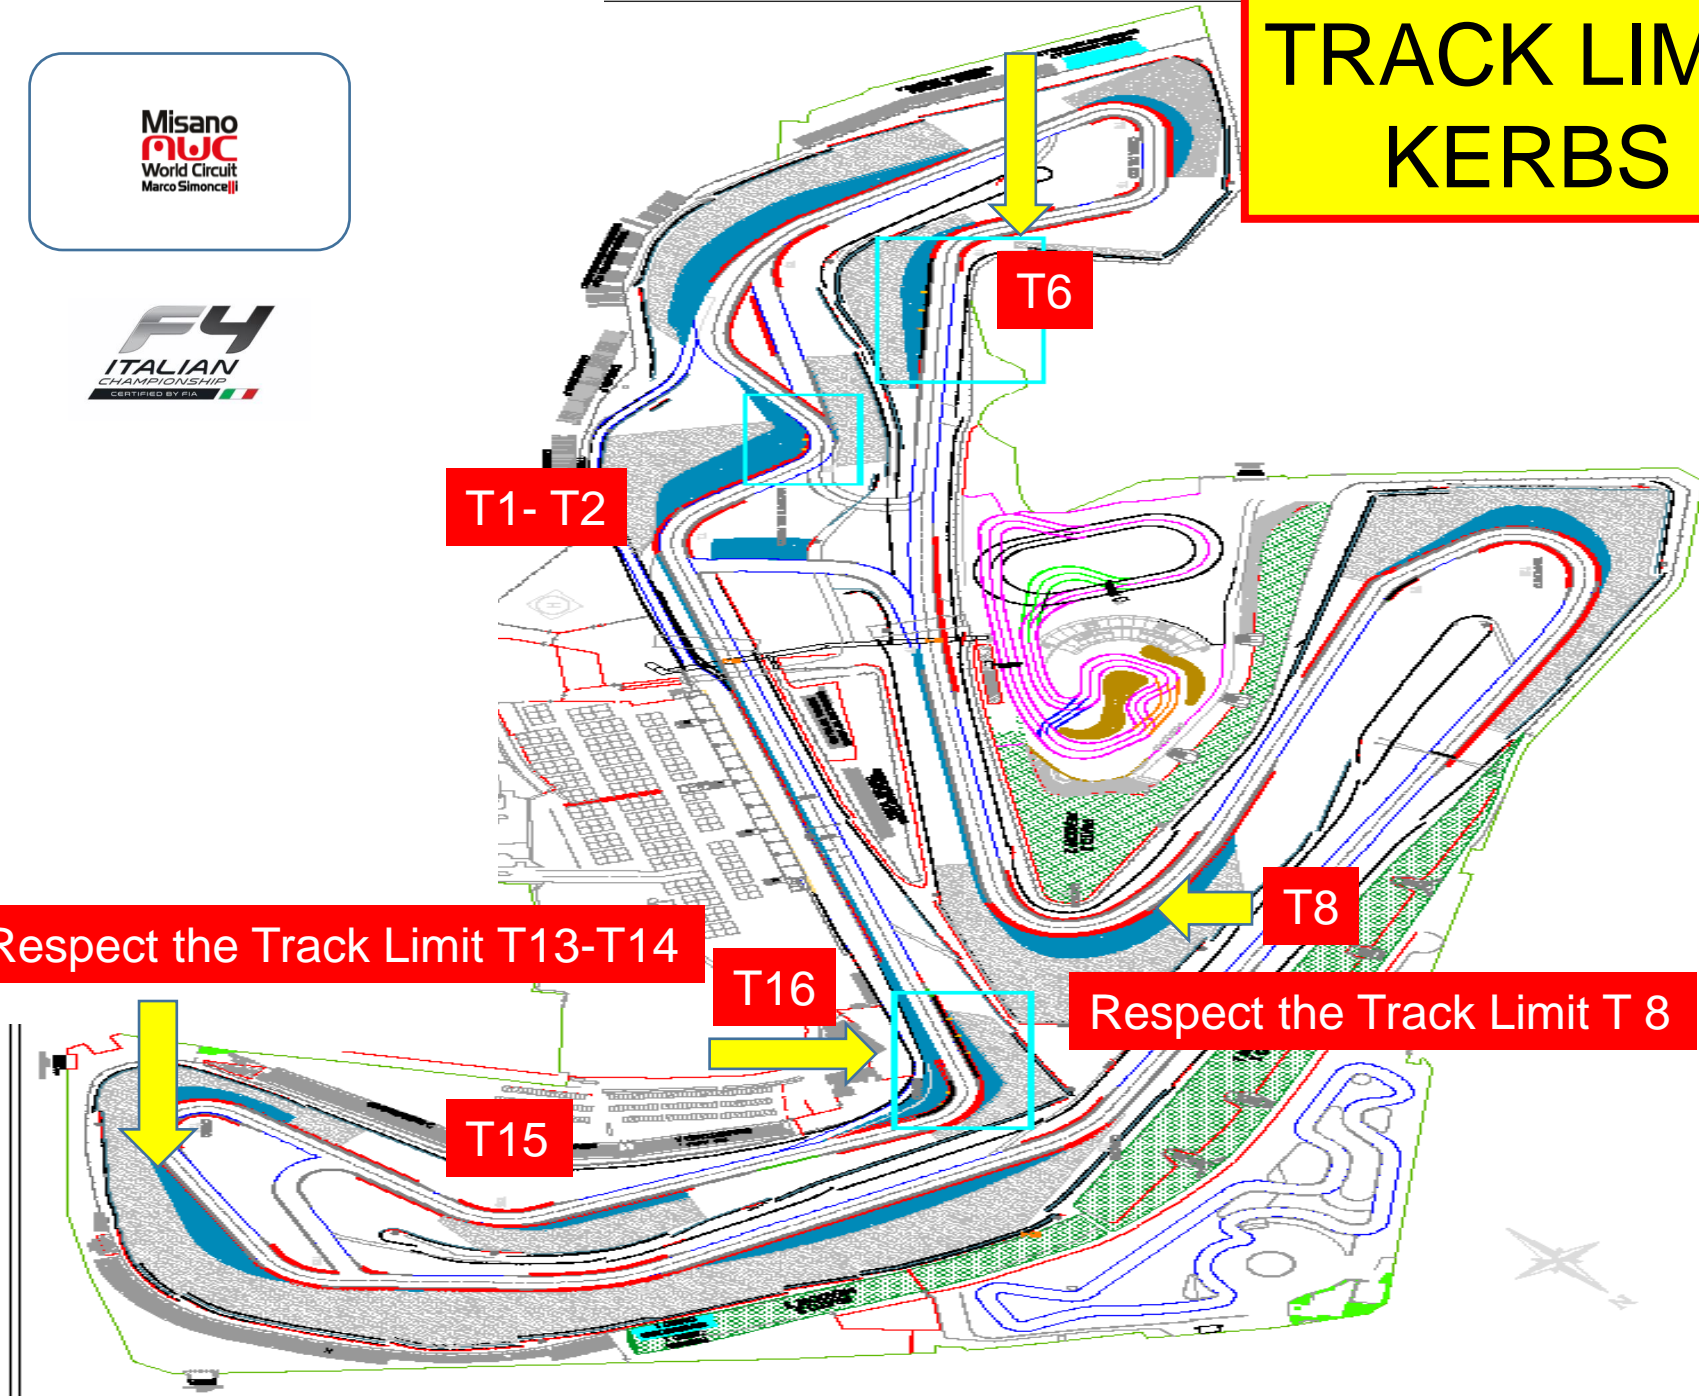 TRACK LIM
KERBS
Misano
MWC
World Circuit
Marco Simoncelli
F4
ITALIAN
CHAMPIONSHIP
CERTIFIED BY FIA
T6
T1- T2
T8
Respect the Track Limit T13-T14
T16
Respect the Track Limit T 8
T15